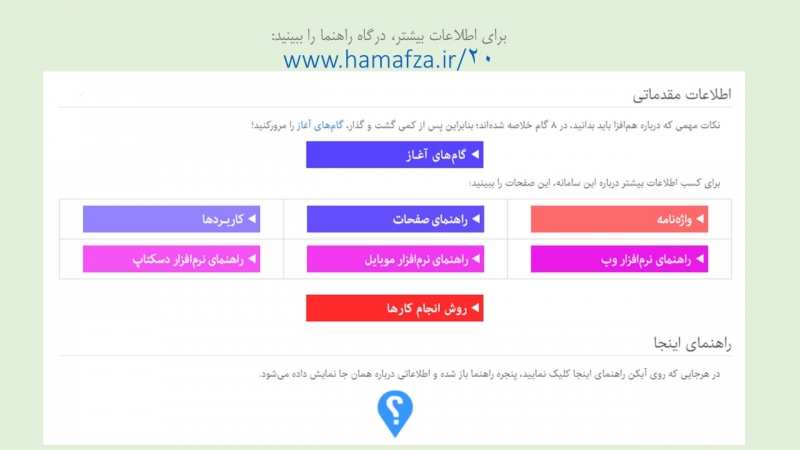 برای اطلاعات بیشتر، درگاه راهنما را ببینید:
www.hamafza.ir/۲۰
اطلاعات مقدماتی
نکات مهمی که درباره هم‌افزا باید بدانید، در ۸ گام خلاصه شده‌اند؛ بنابراین پس از کمی گشت و گذار، گام‌های آغاز را مرورکنید!
گام‌های آغـاز
برای کسب اطلاعات بیشتر درباره این سامانه، این صفحات را ببینید:
واژه‌نامه
راهنمای صفحات
کاربـردها
راهنمای نرم‌افزار وب
راهنمای نرم‌افزار موبایل
راهنمای نرم‌افزار دسکتاپ
روش انجام کارها
راهنمای اینجا
در هرجایی که روی آیکن راهنمای اینجا کلیک نمایید، پنجره راهنما باز شده و اطلاعاتی درباره همان جا نمایش داده می‌شود.
؟